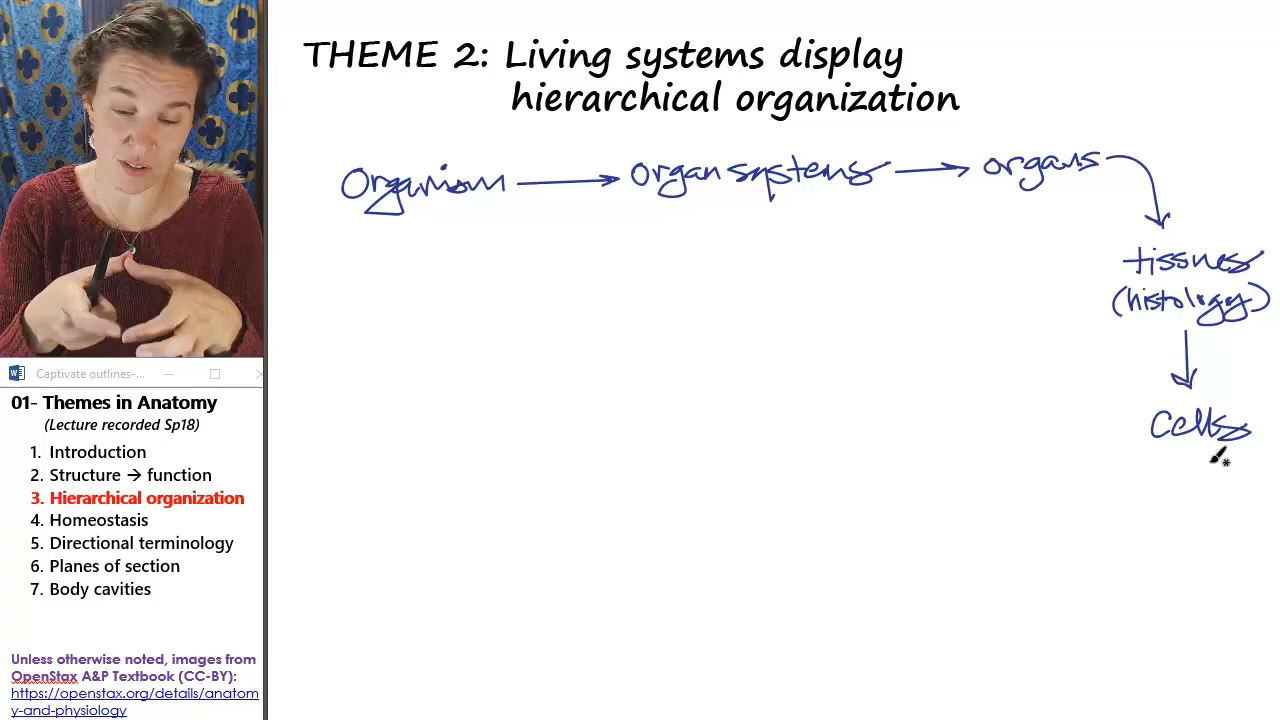 THEME 2: Living systems display
hierarchical organization
Organism → Organ systems → organs
tissues
(histology)
Cells
Captivate outlines-...
01- Themes in Anatomy
(Lecture recorded Sp18)
1. Introduction
2. Structure → function
3. Hierarchical organization
4. Homeostasis
5. Directional terminology
6. Planes of section
7. Body cavities
Unless otherwise noted, images from
OpenStax A&P Textbook (CC-BY):
https://openstax.org/details/anatom
y-and-physiology